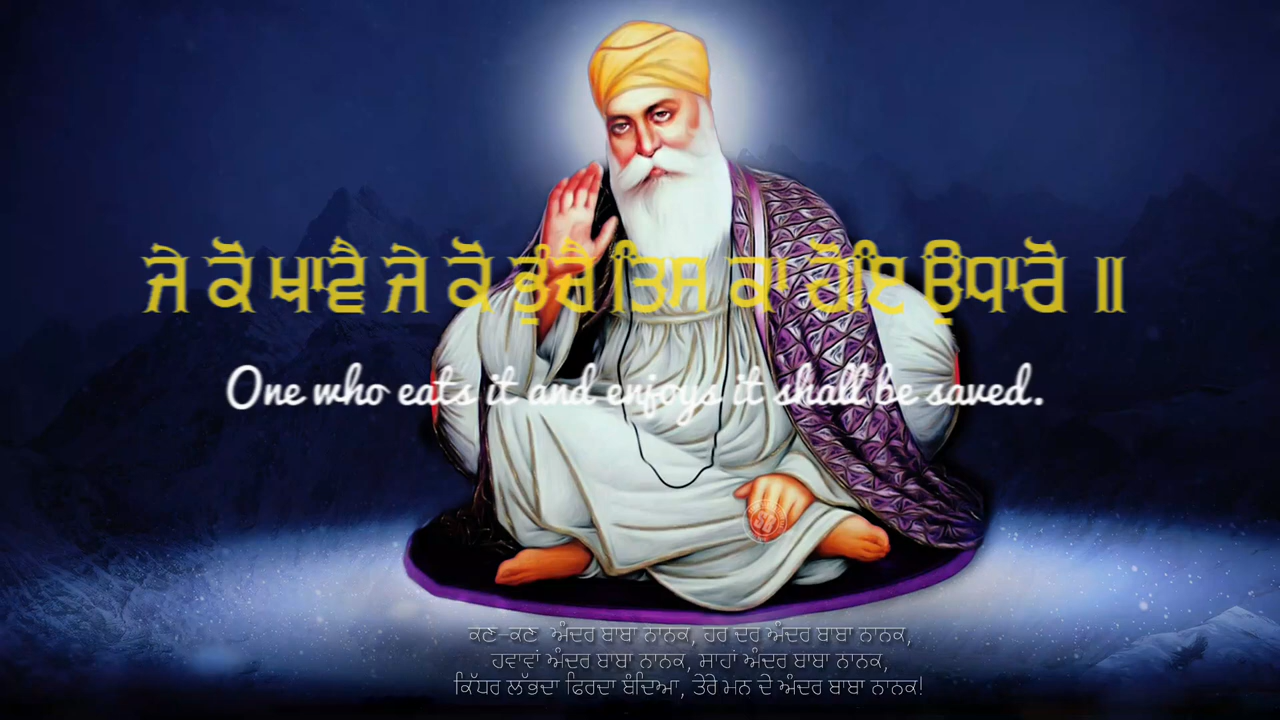 ਜੇ ਕੋ ਖਾਵੈ ਜੇ ਕੋ ਭੁੰਚੈ ਤਿਸ ਕਾ ਹੋਇ ਉਧਾਰੋ ॥
One who eats it and enjoys it shall be saved.
ਕਣ-ਕਣ ਅੰਦਰ ਬਾਬਾ ਨਾਨਕ, ਹਰ ਦਰ ਅੰਦਰ ਬਾਬਾ ਨਾਨਕ,
ਹਵਾਵਾਂ ਅੰਦਰ ਬਾਬਾ ਨਾਨਕ, ਸਾਹਾਂ ਅੰਦਰ ਬਾਬਾ ਨਾਨਕ,
ਕਿੱਧਰ ਲੱਭਦਾ ਫਿਰਦਾ ਬੰਦਿਆ, ਤੇਰੇ ਮਨ ਦੇ ਅੰਦਰ ਬਾਬਾ ਨਾਨਕ!